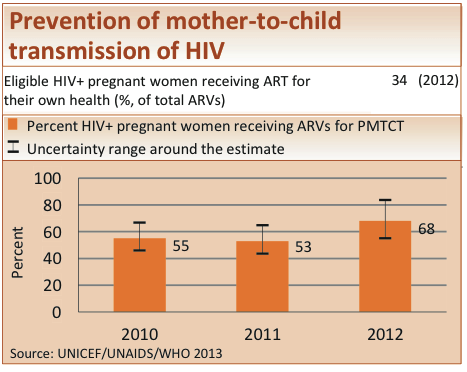 Prevention of mother-to-child
transmission of HIV
Eligible HIV+ pregnant women receiving ART for 34 (2012)
their own health (%, of total ARVs)
Percent HIV+ pregnant women receiving ARVs for PMTCT
Uncertainty range around the estimate
Percent
100
80
60
40
20
0
55
53
68
2010 2011 2012
Source: UNICEF/UNAIDS/WHO 2013